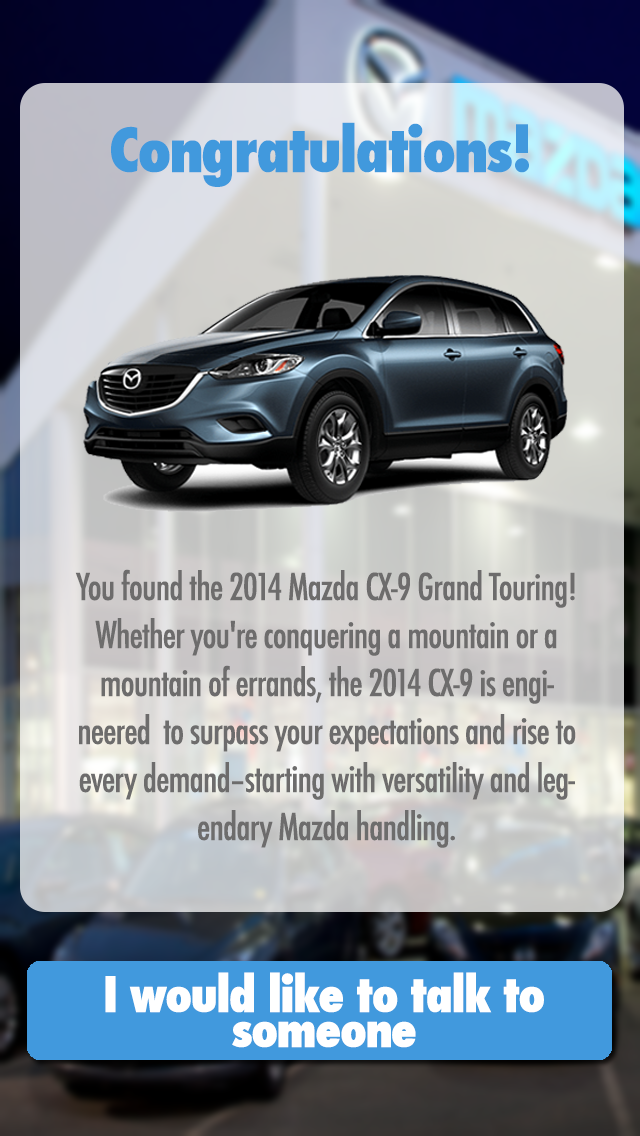 mazda
Congratulations!
You found the 2014 Mazda CX-9 Grand Touring!
Whether you're conquering a mountain or a
mountain of errands, the 2014 CX-9 is engi-
neered  to surpass your expectations and rise to
every demand–starting with versatility and leg-
endary Mazda handling.
I would like to talk to
someone